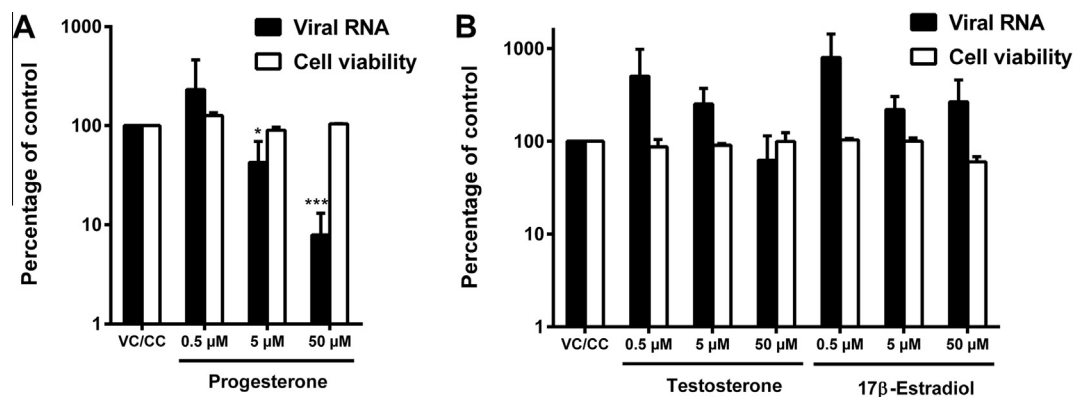 A
Percentage of control
1000
100
10
1
Viral RNA
Cell viability
*
***
VC/CC 0.5 µM 5 µM 50 µM
Progesterone
B
Percentage of control
1000
100
10
1
Viral RNA
Cell viability
VC/CC 0.5 µM 5 µM 50 µM 0.5 µM 5 µM 50 µM
Testosterone 17β-Estradiol